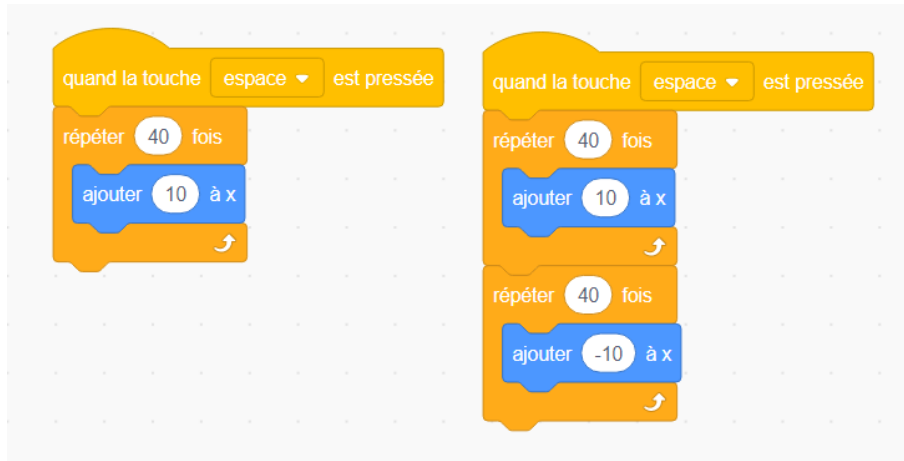 quand la touche espace est pressée
répéter 40 fois
ajouter 10 à x
quand la touche espace est pressée
répéter 40 fois
ajouter 10 à x
répéter 40 fois
ajouter -10 à x